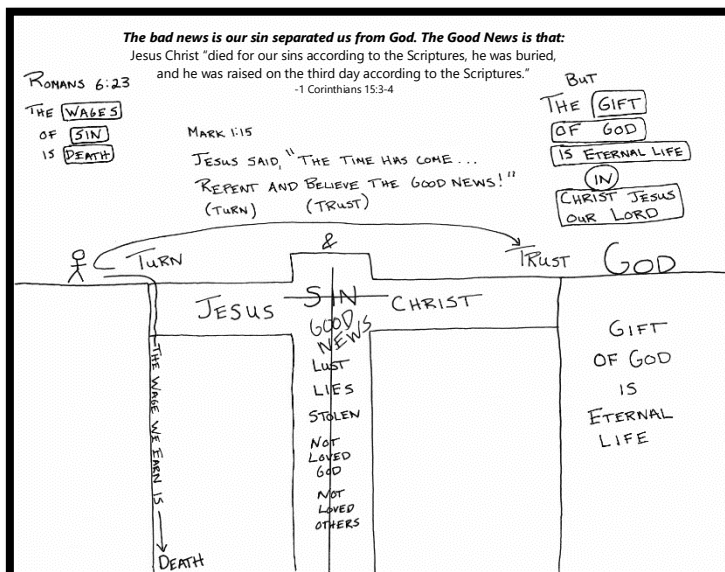 The bad news is our sin separated us from God. The Good News is that:
Jesus Christ “died for our sins according to the Scriptures, he was buried,
and he was raised on the third day according to the Scriptures.”
-1 Corinthians 15:3-4
ROMANS 6:23
THE WAGES
OF SIN
IS DEATH
MARK 1:15
JESUS SAID, "THE TIME HAS COME...
REPENT AND BELIEVE THE GOOD NEWS!"
(TURN) (TRUST)
BUT
THE GIFT
OF GOD
IS ETERNAL LIFE
IN
CHRIST JESUS
OUR LORD
TURN
&
TRUST
GOD
JESUS
SIN
CHRIST
GOOD
NEWS
LUST
LIES
STOLEN
NOT
LOVED
GOD
NOT
LOVED
OTHERS
THE WAGE WE EARN IS
DEATH
GIFT
OF GOD
IS
ETERNAL
LIFE